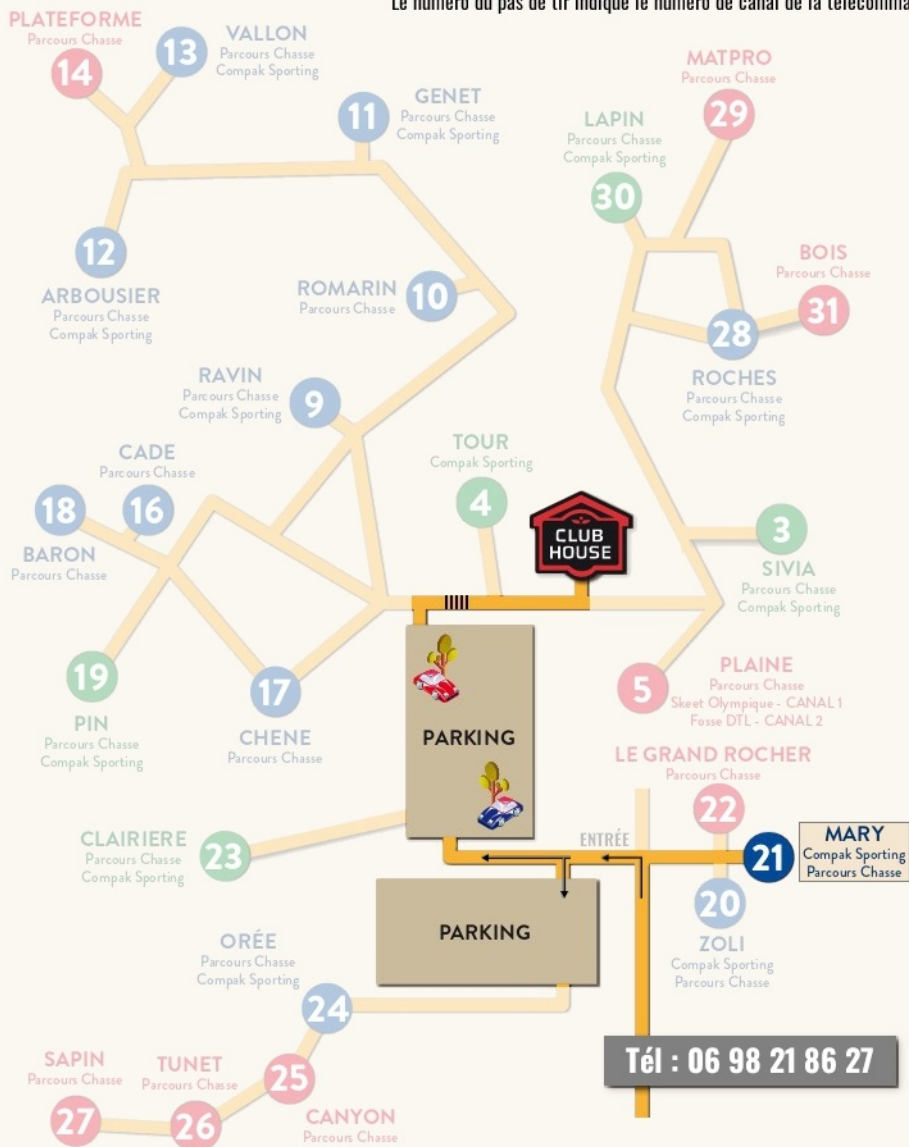 Le numéro du pas de tir indique le numéro de canal de la télécomma
PLATEFORME
Parcours Chasse
14
13
VALLON
Parcours Chasse
Compak Sporting
11
GENET
Parcours Chasse
Compak Sporting
MATPRO
Parcours Chasse
29
LAPIN
Parcours Chasse
Compak Sporting
30
12
ARBOUSIER
Parcours Chasse
Compak Sporting
ROMARIN
Parcours Chasse
10
BOIS
Parcours Chasse
31
28
ROCHES
Parcours Chasse
Compak Sporting
RAVIN
Parcours Chasse
Compak Sporting
9
TOUR
Compak Sporting
4
CADE
Parcours Chasse
16
18
BARON
Parcours Chasse
CLUB
HOUSE
3
SIVIA
Parcours Chasse
Compak Sporting
19
PIN
Parcours Chasse
Compak Sporting
17
CHENE
Parcours Chasse
PARKING
5
PLAINE
Parcours Chasse
Skeet Olympique - CANAL 1
Fosse DTL - CANAL 2
LE GRAND ROCHER
Parcours Chasse
22
CLAIRIERE
Parcours Chasse
Compak Sporting
23
ENTRÉE
21
MARY
Compak Sporting
Parcours Chasse
PARKING
20
ZOLI
Compak Sporting
Parcours Chasse
ORÉE
Parcours Chasse
Compak Sporting
24
Tél : 06 98 21 86 27
SAPIN
Parcours Chasse
27
TUNET
Parcours Chasse
26
25
CANYON
Parcours Chasse